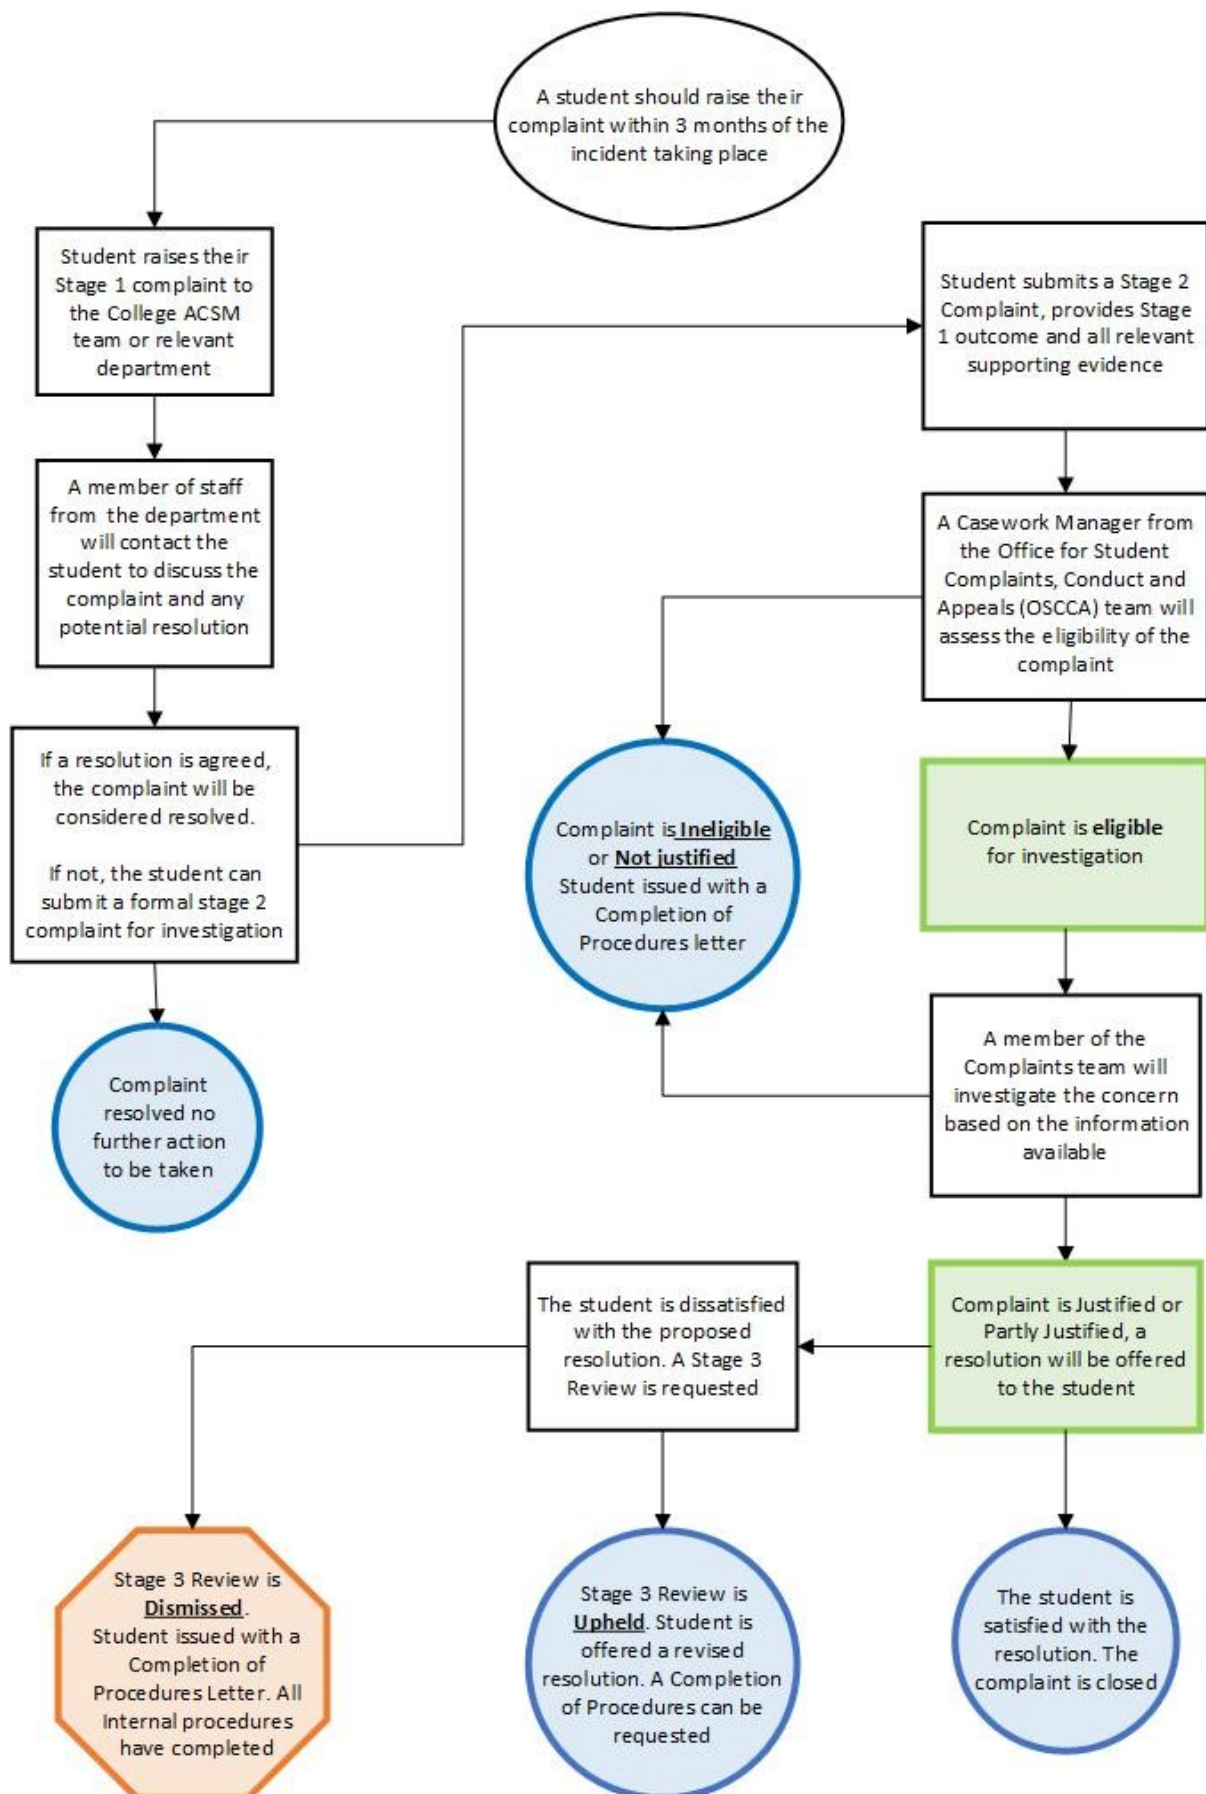 A student should raise their
complaint within 3 months of the
incident taking place
Student raises their
Stage 1 complaint to
the College ACSM
team or relevant
department
A member of staff
from the department
will contact the
student to discuss the
complaint and any
potential resolution
If a resolution is agreed,
the complaint will be
considered resolved.
If not, the student can
submit a formal stage 2
complaint for investigation
Complaint
resolved no
further action
to be taken
Student submits a Stage 2
Complaint, provides Stage
1 outcome and all relevant
supporting evidence
A Casework Manager from
the Office for Student
Complaints, Conduct and
Appeals (OSCCA) team will
assess the eligibility of the
complaint
Complaint is Ineligible
or Not justified
Student issued with a
Completion of
Procedures letter
Complaint is eligible
for investigation
A member of the
Complaints team will
investigate the concern
based on the information
available
Complaint is Justified or
Partly Justified, a
resolution will be offered
to the student
The student is dissatisfied
with the proposed
resolution. A Stage 3
Review is requested
Stage 3 Review is
Dismissed.
Student issued with a
Completion of
Procedures Letter. All
Internal procedures
have completed
Stage 3 Review is
Upheld. Student is
offered a revised
resolution. A Completion
of Procedures can be
requested
The student is
satisfied with the
resolution. The
complaint is closed